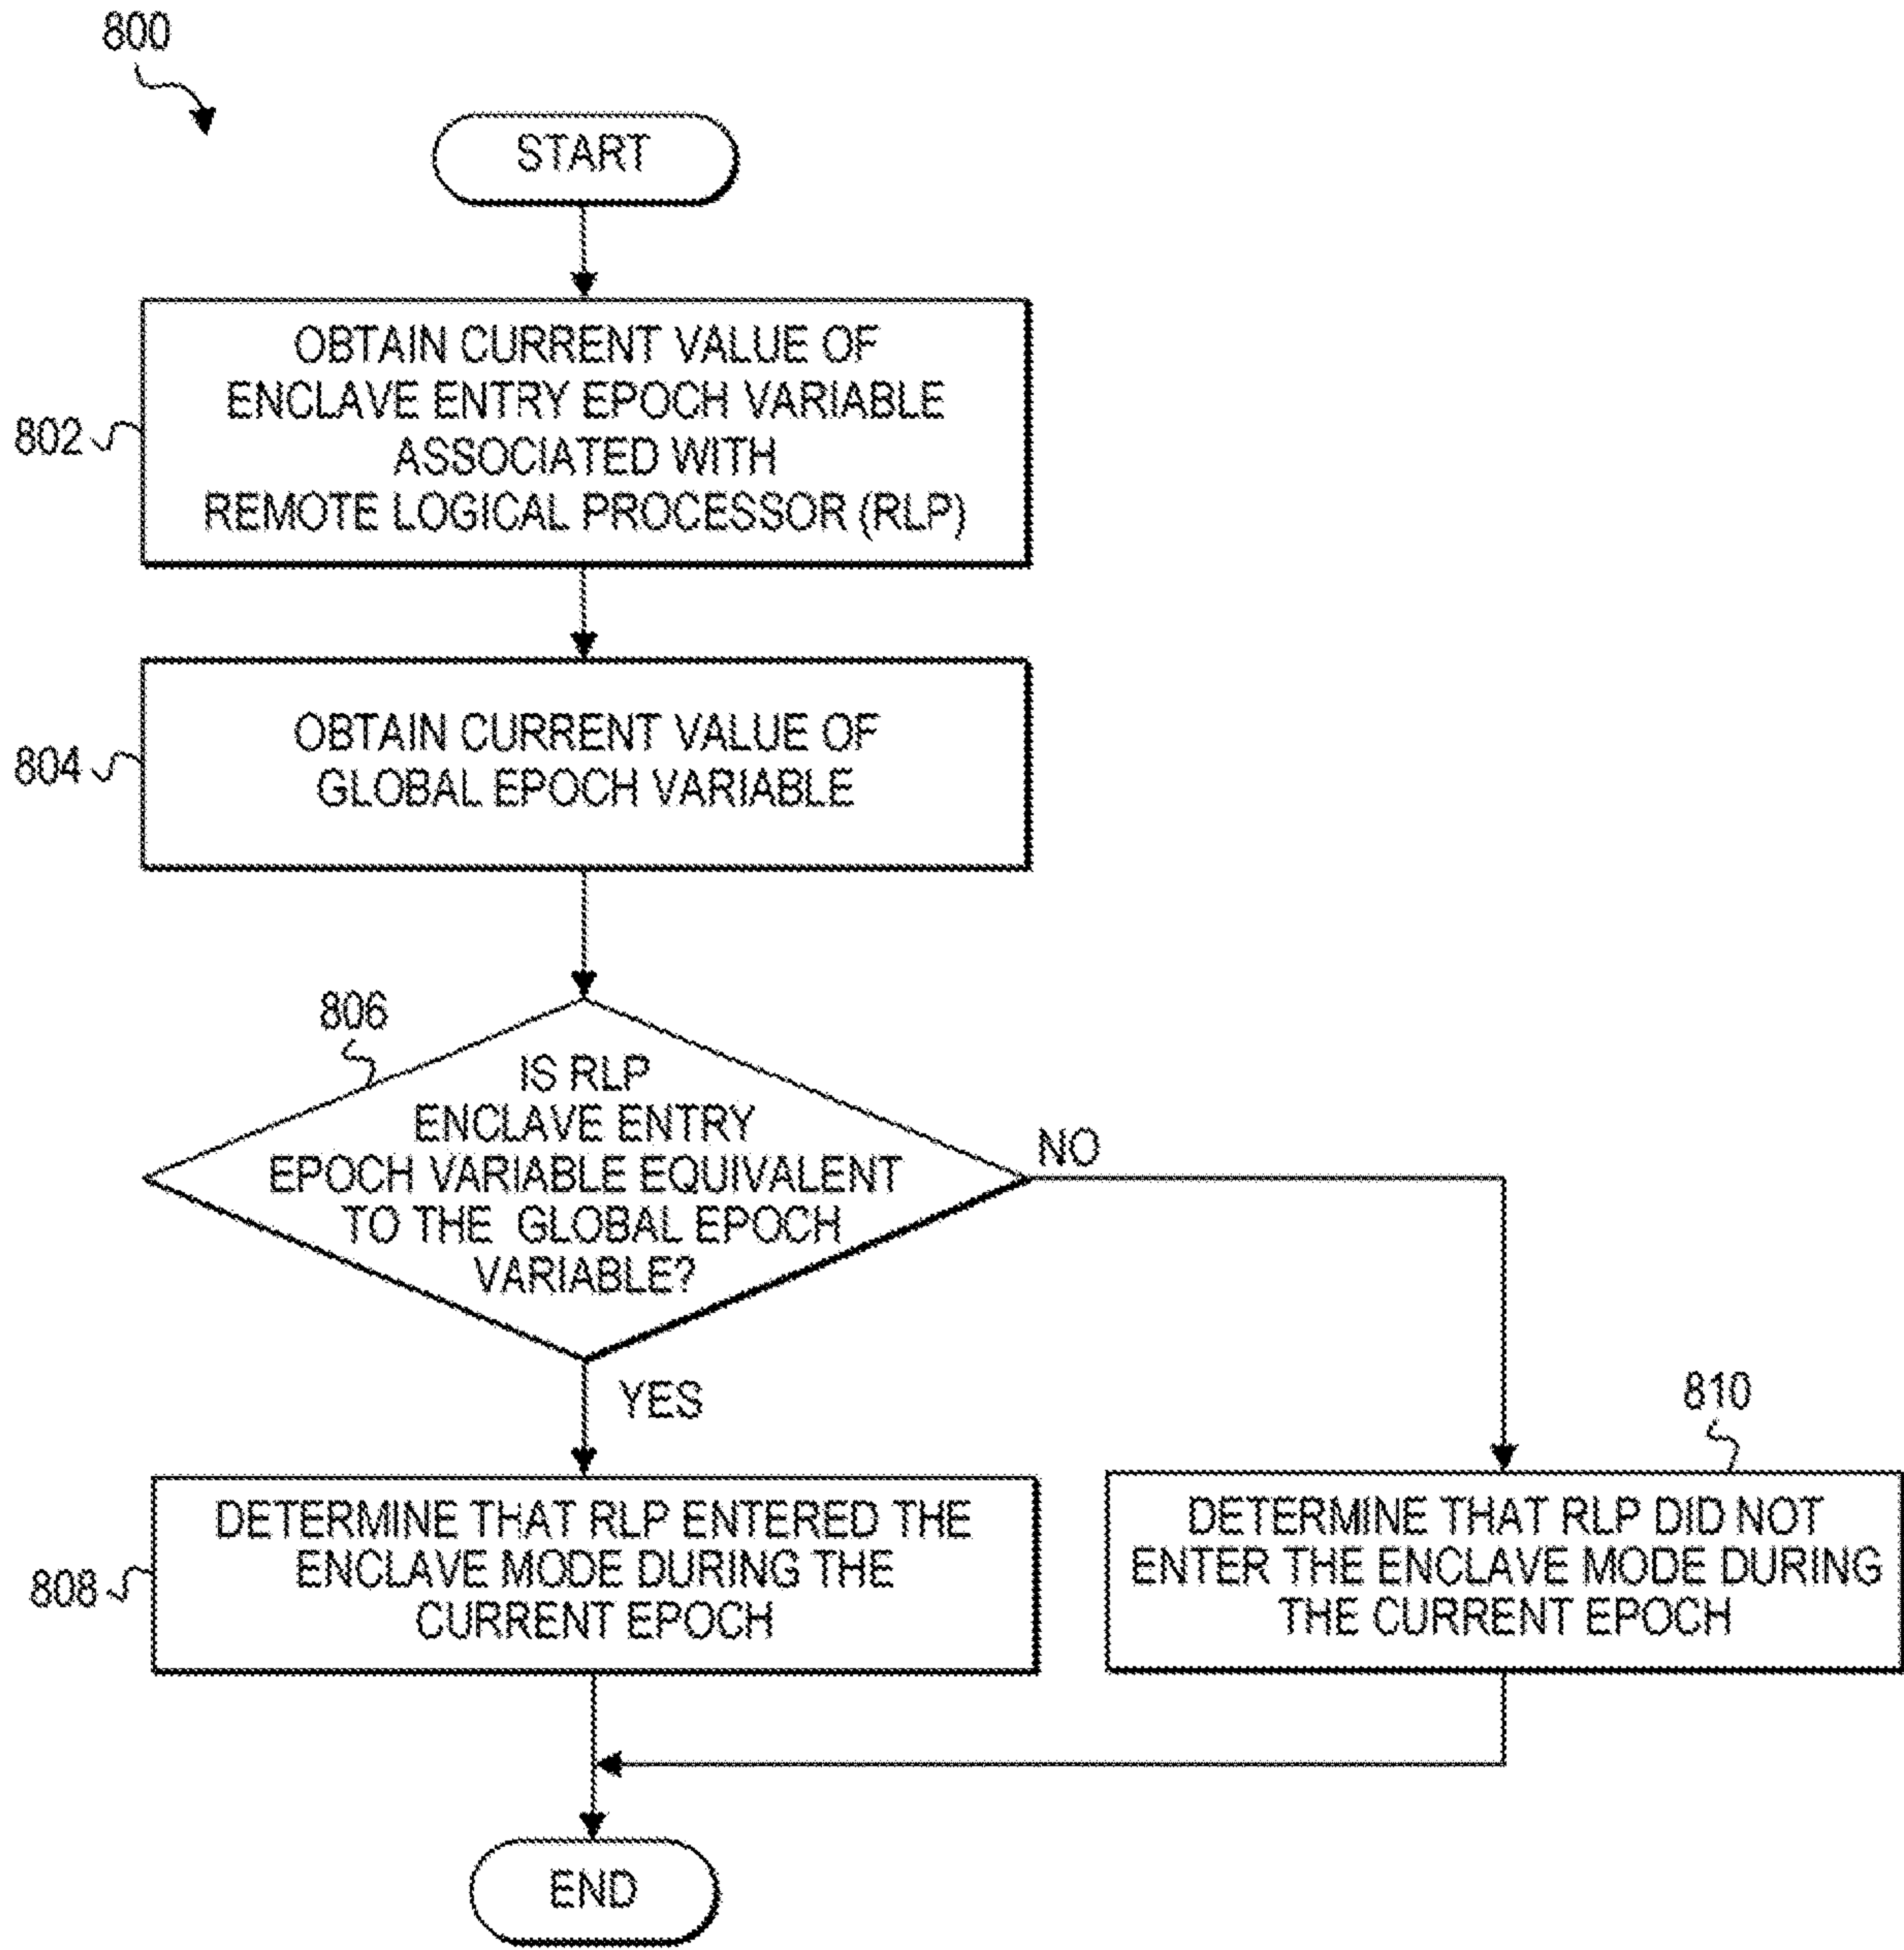 800
START
OBTAIN CURRENT VALUE OF
ENCLAVE ENTRY EPOCH VARIABLE
ASSOCIATED WITH
REMOTE LOGICAL PROCESSOR (RLP)
802
OBTAIN CURRENT VALUE OF
GLOBAL EPOCH VARIABLE
804
806
IS RLP
ENCLAVE ENTRY
EPOCH VARIABLE EQUIVALENT
TO THE GLOBAL EPOCH
VARIABLE?
NO
YES
810
DETERMINE THAT RLP ENTERED THE
ENCLAVE MODE DURING THE
CURRENT EPOCH
808
DETERMINE THAT RLP DID NOT
ENTER THE ENCLAVE MODE DURING
THE CURRENT EPOCH
END